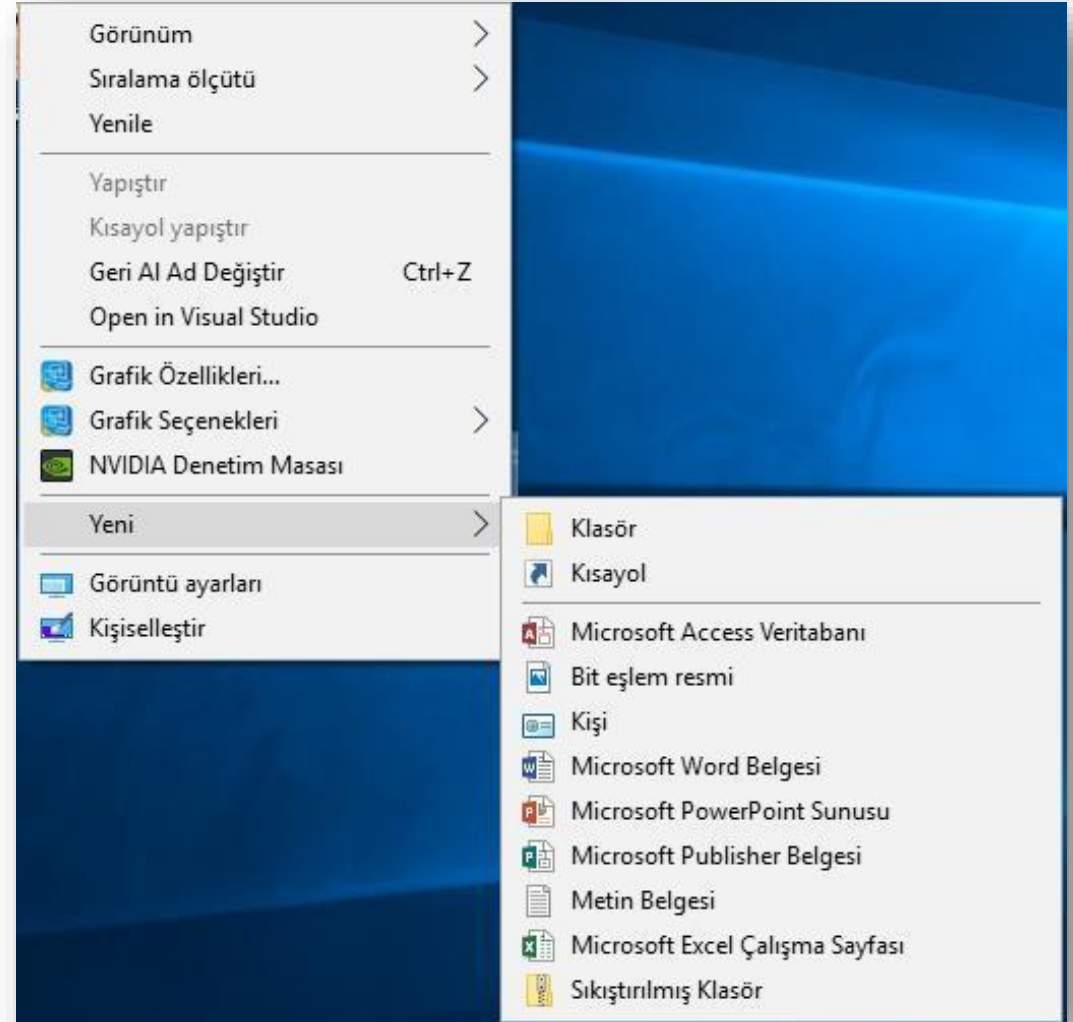 Görünüm
Sıralama ölçütü
Yenile
Yapıştır
Kısayol yapıştır
Geri Al Ad Değiştir Ctrl+Z
Open in Visual Studio
Grafik Özellikleri...
Grafik Seçenekleri
NVIDIA Denetim Masası
Yeni
Görüntü ayarları
Kişiselleştir
Klasör
Kısayol
Microsoft Access Veritabanı
Bit eşlem resmi
Kişi
Microsoft Word Belgesi
Microsoft PowerPoint Sunusu
Microsoft Publisher Belgesi
Metin Belgesi
Microsoft Excel Çalışma Sayfası
Sıkıştırılmış Klasör